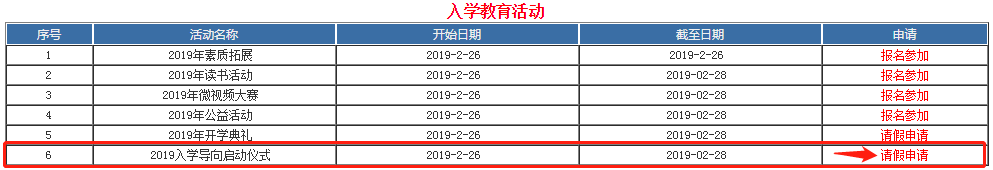 入学教育活动
序号 活动名称 开始日期 截至日期 申请
1 2019年素质拓展 2019-2-26 2019-2-26 报名参加
2 2019年读书活动 2019-2-26 2019-02-28 报名参加
3 2019年微视频大赛 2019-2-26 2019-02-28 报名参加
4 2019年公益活动 2019-2-26 2019-02-28 报名参加
5 2019年开学典礼 2019-2-26 2019-02-28 请假申请
6 2019入学导向启动仪式 2019-2-26 2019-02-28 请假申请